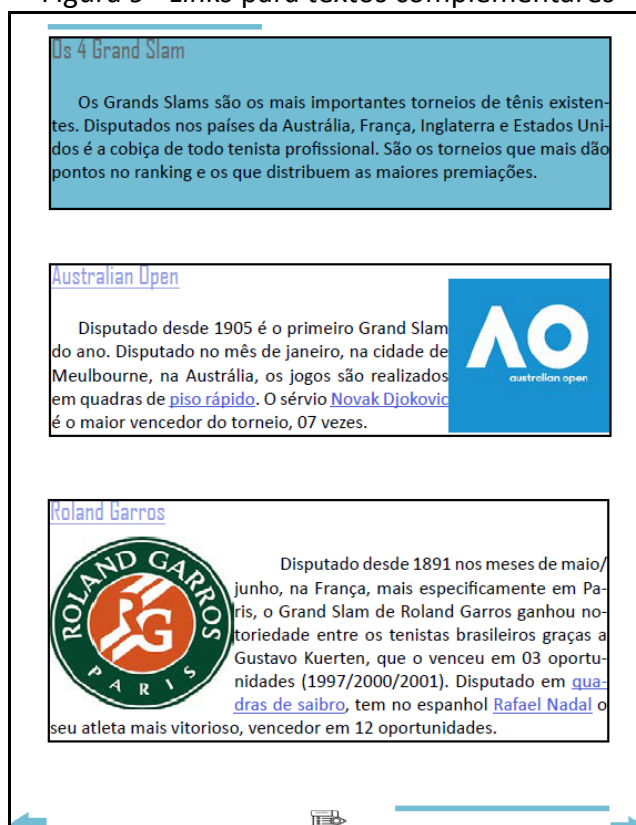 Figura 5 - Links para textos complementares
Os 4 Grand Slam
Os Grands Slams são os mais importantes torneios de tênis existen-
tes. Disputados nos países da Austrália, França, Inglaterra e Estados Uni-
dos é a cobiça de todo tenista profissional. São os torneios que mais dão
pontos no ranking e os que distribuem as maiores premiações.
Australian Open
Disputado desde 1905 é o primeiro Grand Slam
do ano. Disputado no mês de janeiro, na cidade de
Meulbourne, na Austrália, os jogos são realizados
em quadras de piso rápido. O sérvio Novak Djokovic
é o maior vencedor do torneio, 07 vezes.
AO
australian open
Roland Garros
ROLAND GARROS
RG
PARIS
Disputado desde 1891 nos meses de maio/
junho, na França, mais especificamente em Pa-
ris, o Grand Slam de Roland Garros ganhou no-
toriedade entre os tenistas brasileiros graças a
Gustavo Kuerten, que o venceu em 03 oportu-
nidades (1997/2000/2001). Disputado em qua-
dras de saibro, tem no espanhol Rafael Nadal o
seu atleta mais vitorioso, vencedor em 12 oportunidades.